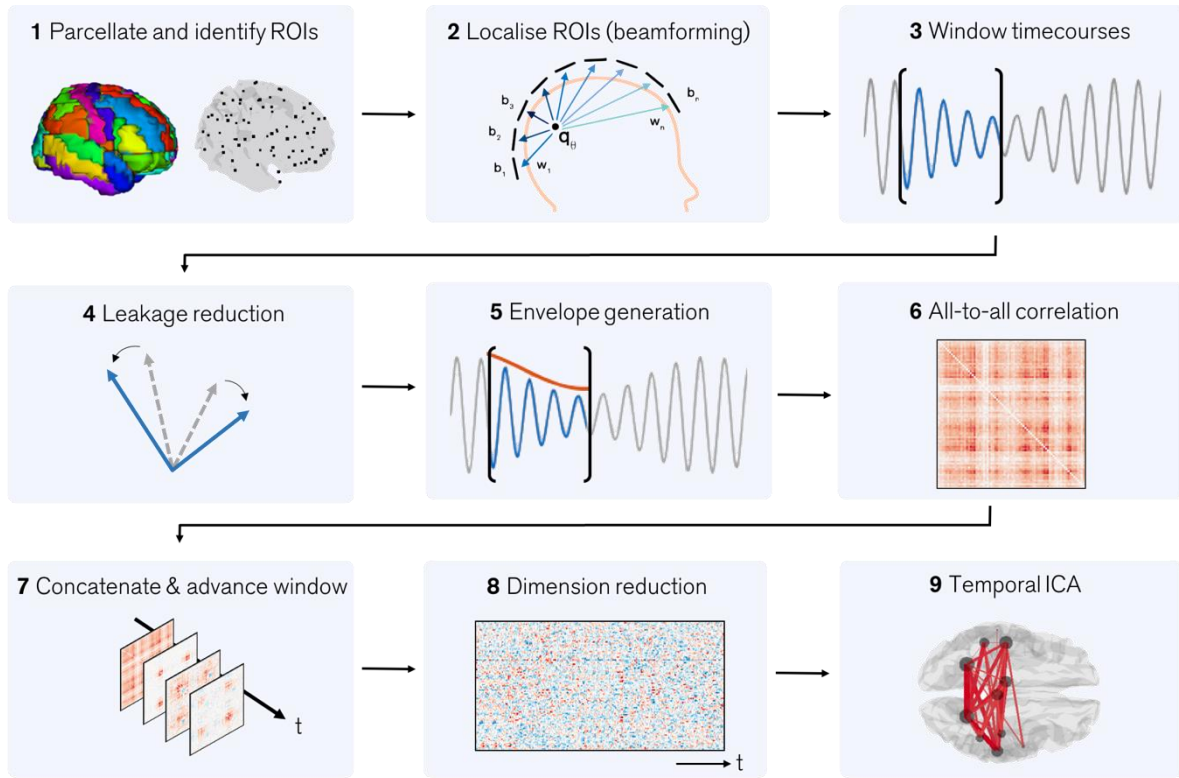 1 Parcellate and identify ROIs
2 Localise ROIs (beamforming)
b₃
b₂
b₁
qθ
w₁
wₙ
bₙ
3 Window timecourses
4 Leakage reduction
5 Envelope generation
6 All-to-all correlation
7 Concatenate & advance window
t
8 Dimension reduction
t
9 Temporal ICA